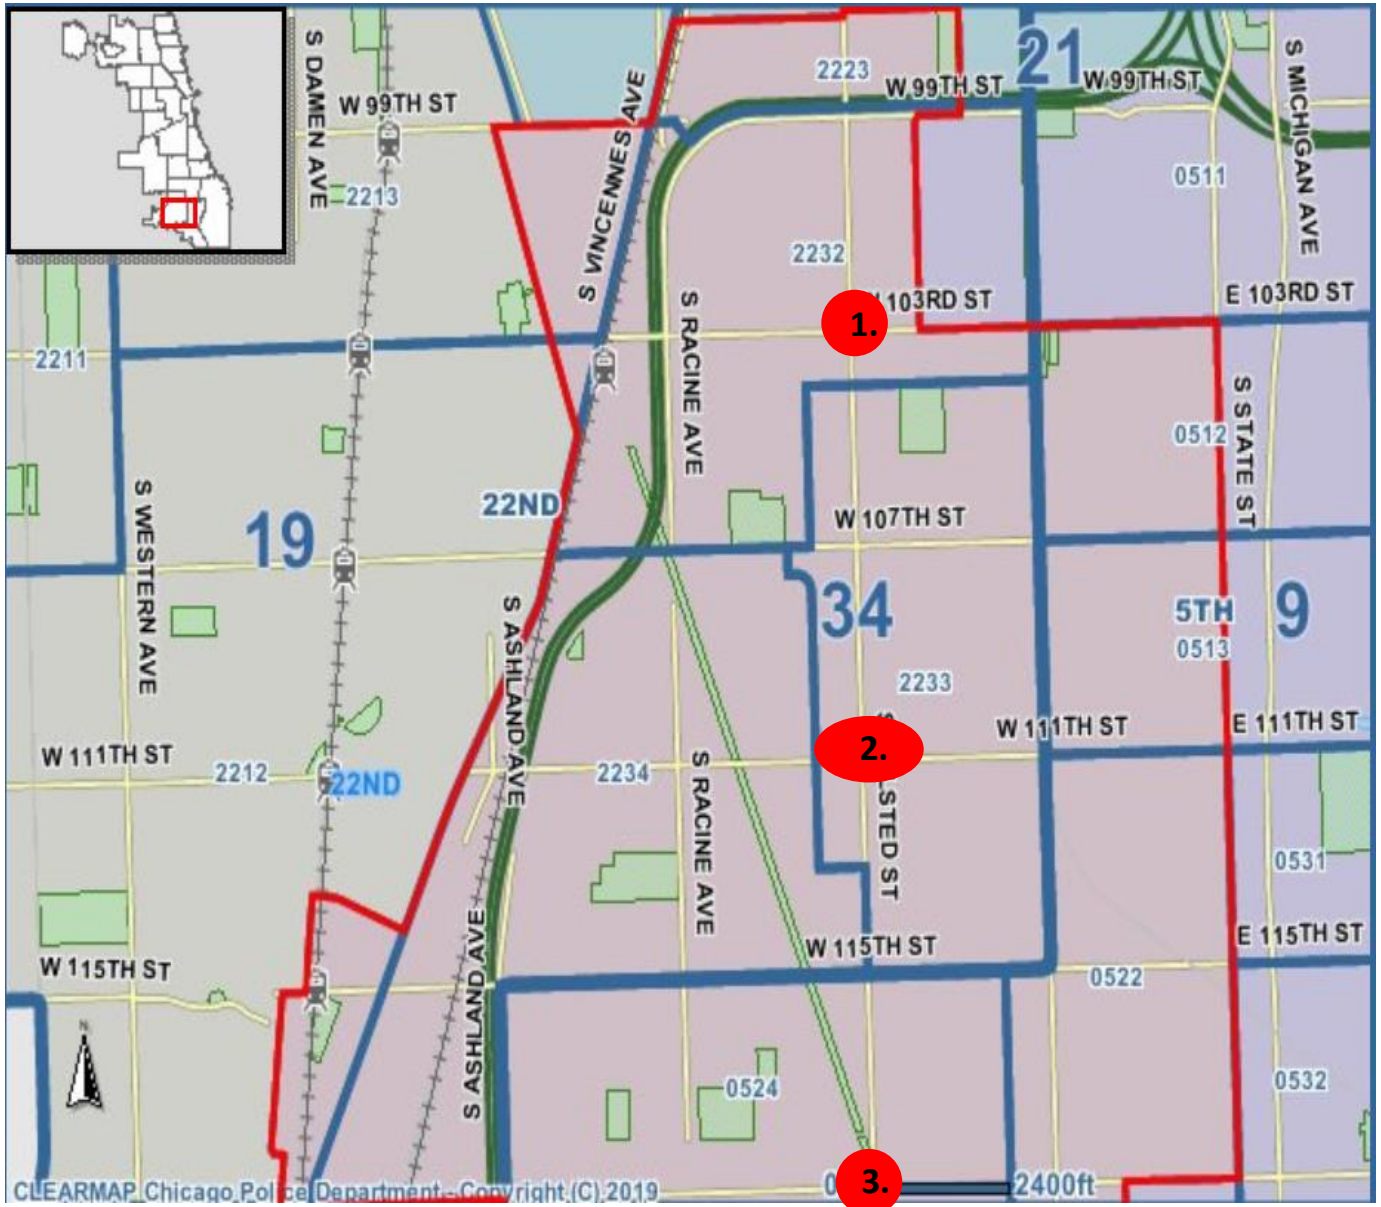 S DAMEN AVE
W 99TH ST
2223
W 99TH ST
21
W 99TH ST
S MICHIGAN AVE
S VINCENNES AVE
2213
0511
2232
1.
103RD ST
E 103RD ST
2211
S RACINE AVE
S STATE ST
0512
S WESTERN AVE
19
22ND
W 107TH ST
S ASHLAND AVE
34
5TH
9
0513
2233
W 111TH ST
2212
22ND
2234
S RACINE AVE
2.
STED ST
W 111TH ST
E 111TH ST
0531
W 115TH ST
S ASHLAND AVE
W 115TH ST
0522
E 115TH ST
N
0524
0532
CLEARMAP Chicago Police Department - Copyright (C) 2019
0
3.
2400ft